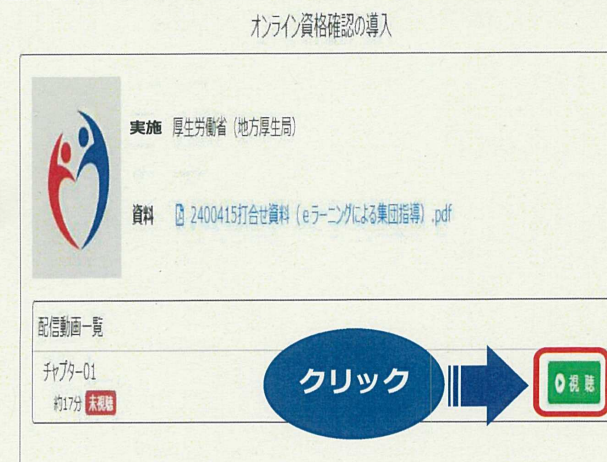 オンライン資格確認の導入
実施 厚生労働省（地方厚生局）
資料 2400415打合せ資料（eラーニングによる集団指導）.pdf
配信動画一覧
チャプター01
約17分 未視聴
クリック
視聴